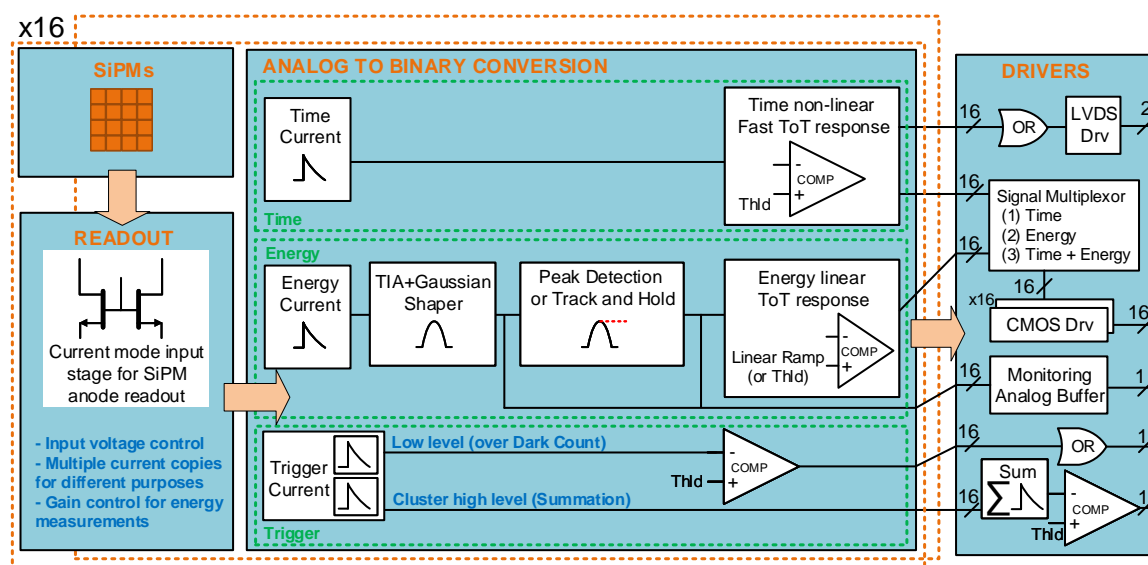 x16
SiPMs
READOUT
Current mode input
stage for SiPM
anode readout
- Input voltage control
- Multiple current copies
for different purposes
- Gain control for energy
measurements
ANALOG TO BINARY CONVERSION
Time
Current
Time non-linear
Fast ToT response
-
COMP
+
Thld
Time
Energy
Energy
Current
TIA+Gaussian
Shaper
Peak Detection
or Track and Hold
Energy linear
ToT response
-
COMP
+
Linear Ramp
(or Thld)
Trigger
Current
Low level (over Dark Count)
Cluster high level (Summation)
-
COMP
+
Thld
Trigger
DRIVERS
16
OR
LVDS
Drv
2
16
Signal Multiplexor
(1) Time
(2) Energy
(3) Time + Energy
16
16
x16
CMOS Drv
16
16
Monitoring
Analog Buffer
1
16
OR
1
16
Sum
Σ
-
COMP
+
Thld
1